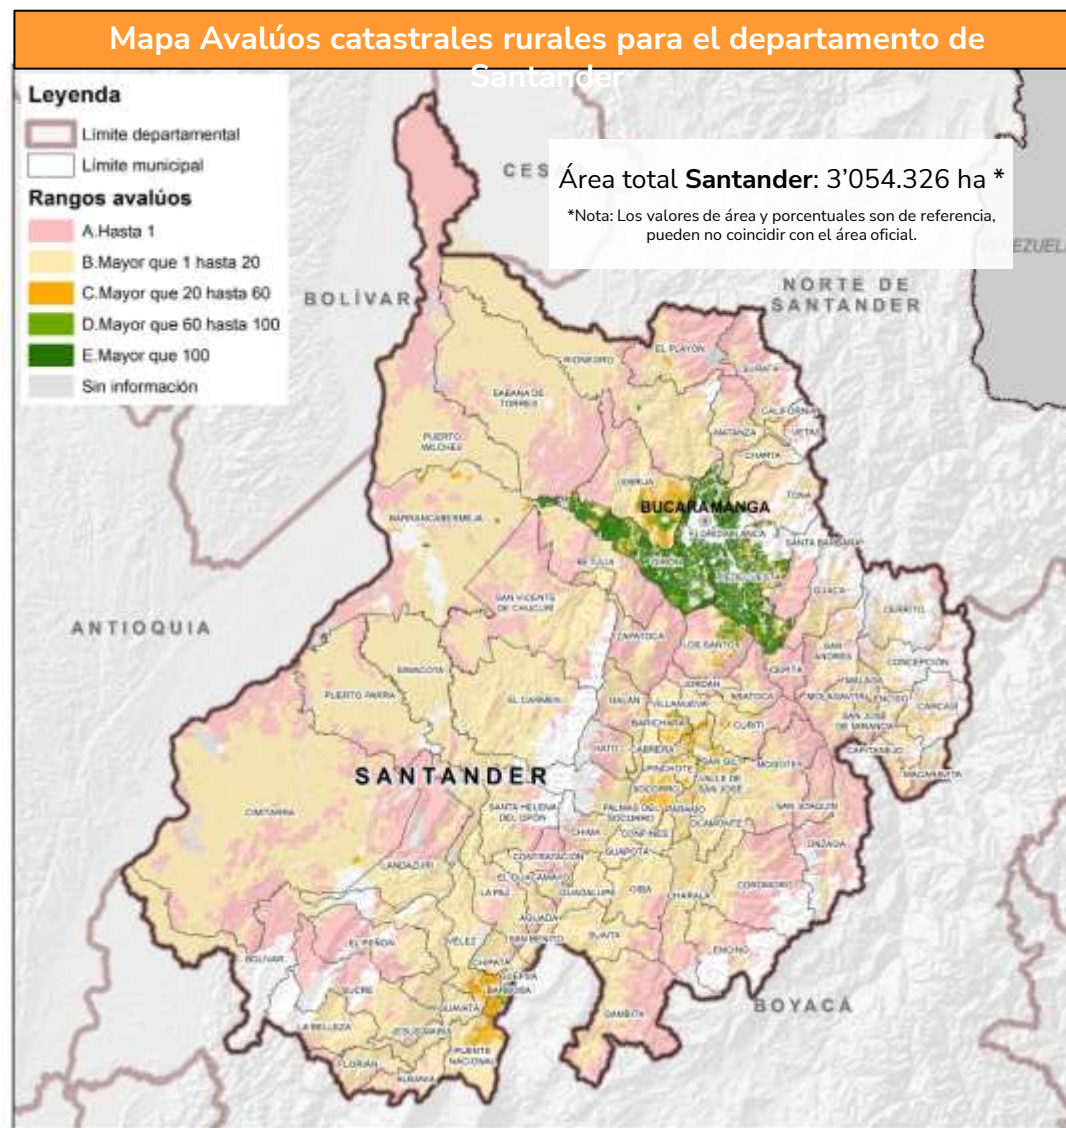 Mapa Avalúos catastrales rurales para el departamento de
Santander
Leyenda
Límite departamental
Límite municipal
Rangos avalúos
A.Hasta 1
B.Mayor que 1 hasta 20
C.Mayor que 20 hasta 60
D.Mayor que 60 hasta 100
E.Mayor que 100
Sin información
Área total Santander: 3’054.326 ha *
*Nota: Los valores de área y porcentuales son de referencia,
pueden no coincidir con el área oficial.
CES
BOLÍVAR
NORTE DE
SANTANDER
EL PLAYÓN
RIONEGRO
SURATÁ
SABANA DE
TORRES
CALIFORNIA
MATANZA
VETAS
PUERTO
WILCHES
CHARTA
LEBRIJA
TONA
BUCARAMANGA
BARRANCABERMEJA
FLORIDABLANCA
SANTA BÁRBARA
BETULIA
GIRÓN
PIEDECUESTA
GUACA
SAN VICENTE
DE CHUCURÍ
CERRITO
ANTIOQUIA
ZAPATOCA
LOS SANTOS
SAN
ANDRÉS
CONCEPCIÓN
SIMACOTA
CEPITÁ
MÁLAGA
PUERTO PARRA
EL CARMEN
GALÁN
JORDÁN
VILLANUEVA
ARATOCA
MOLAGAVITA
ENCISO
CARCASÍ
BARICHARA
CURITÍ
SAN JOSÉ
DE MIRANDA
HATO
CABRERA
CAPITANEJO
SANTANDER
PINCHOTE
SAN GIL
MOGOTES
MACARAVITA
SOCORRO
VALLE DE
SAN JOSÉ
CIMITARRA
SANTA HELENA
DEL OPÓN
PALMAS DEL
SOCORRO
PÁRAMO
SAN JOAQUÍN
CHIMA
CONFINES
OCAMONTE
ONZAGA
LANDÁZURI
CONTRATACIÓN
GUAPOTÁ
EL GUACAMAYO
LA PAZ
GUADALUPE
OIBA
CHARALÁ
COROMORO
AGUADA
EL PEÑÓN
VÉLEZ
SAN BENITO
SUAITA
ENCINO
BOLÍVAR
CHIPATÁ
GÜEPSA
SUCRE
BARBOSA
GUAVATÁ
BOYACÁ
LA BELLEZA
JESÚS MARÍA
GÁMBITA
PUENTE
NACIONAL
FLORIÁN
ALBANIA